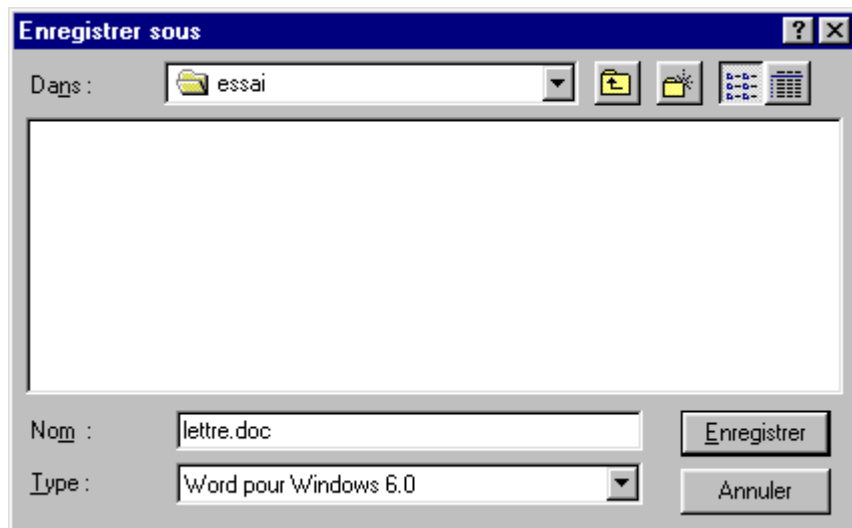 Enregistrer sous
Dans : essai
Nom : lettre.doc
Enregistrer
Type : Word pour Windows 6.0
Annuler